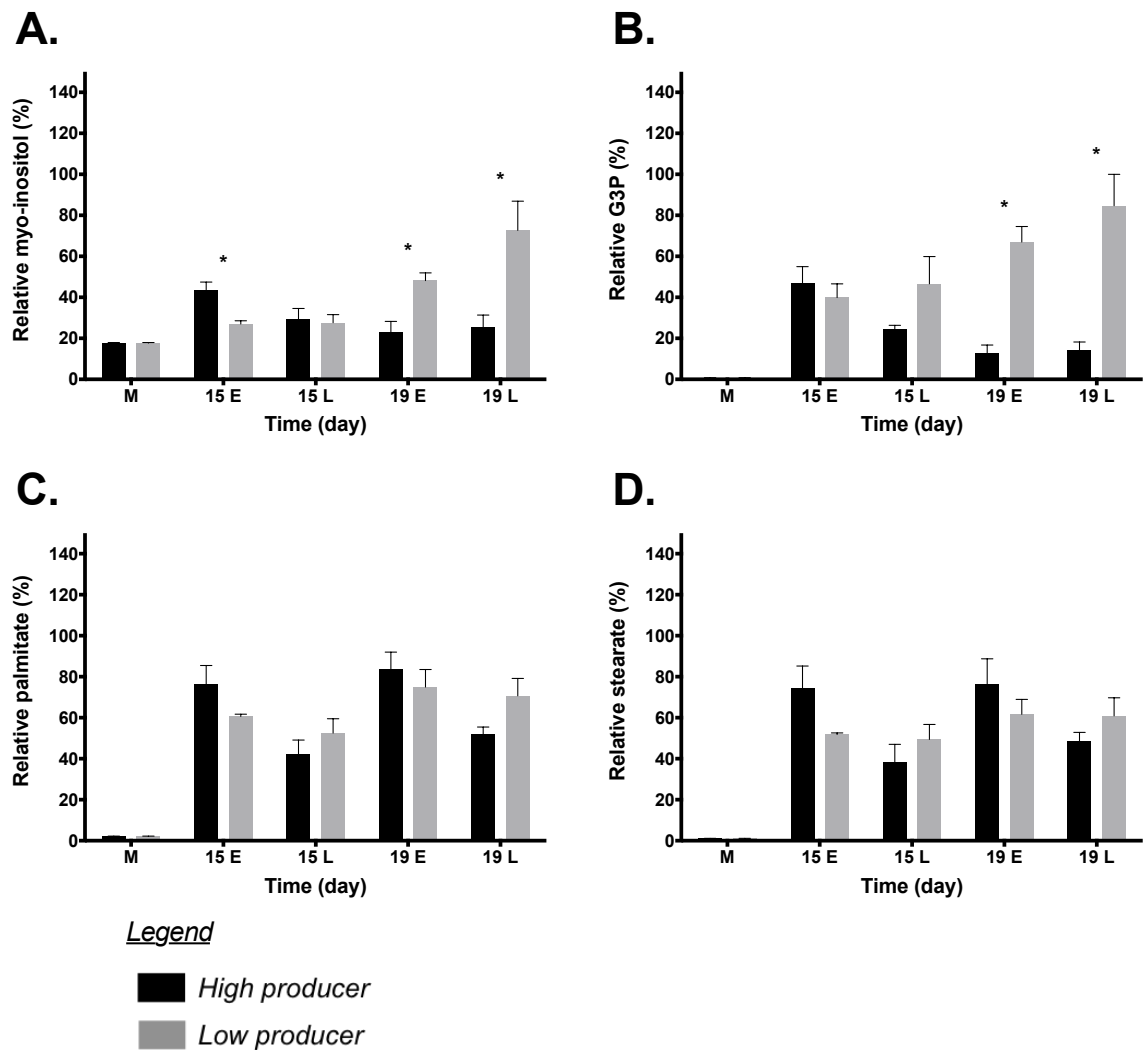 A.
Relative myo-inositol (%)
140
120
100
80
60
40
20
0
*
*
*
M 15 E 15 L 19 E 19 L
Time (day)
B.
Relative G3P (%)
140
120
100
80
60
40
20
0
*
*
M 15 E 15 L 19 E 19 L
Time (day)
C.
Relative palmitate (%)
140
120
100
80
60
40
20
0
M 15 E 15 L 19 E 19 L
Time (day)
D.
Relative stearate (%)
140
120
100
80
60
40
20
0
M 15 E 15 L 19 E 19 L
Time (day)
Legend
High producer
Low producer